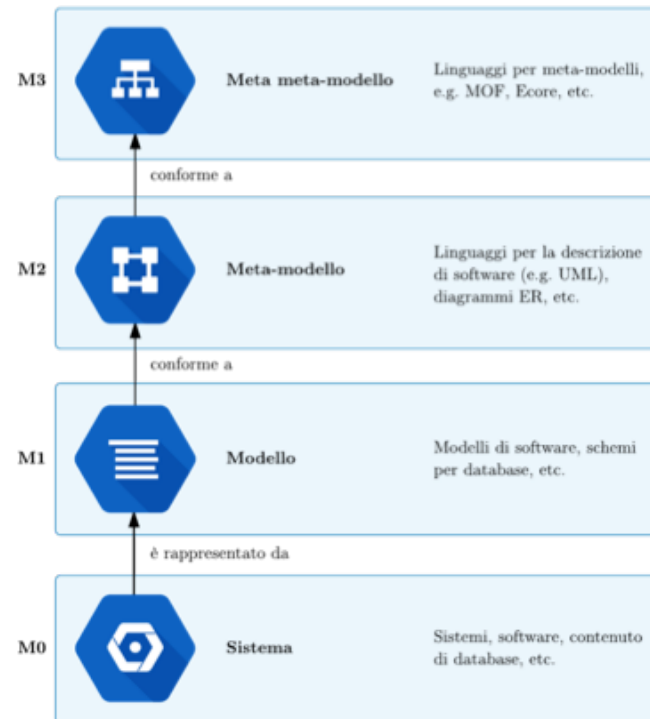 M3
Meta meta-modello
Linguaggi per meta-modelli,
e.g. MOF, Ecore, etc.
conforme a
M2
Meta-modello
Linguaggi per la descrizione
di software (e.g. UML),
diagrammi ER, etc.
conforme a
M1
Modello
Modelli di software, schemi
per database, etc.
è rappresentato da
M0
Sistema
Sistemi, software, contenuto
di database, etc.